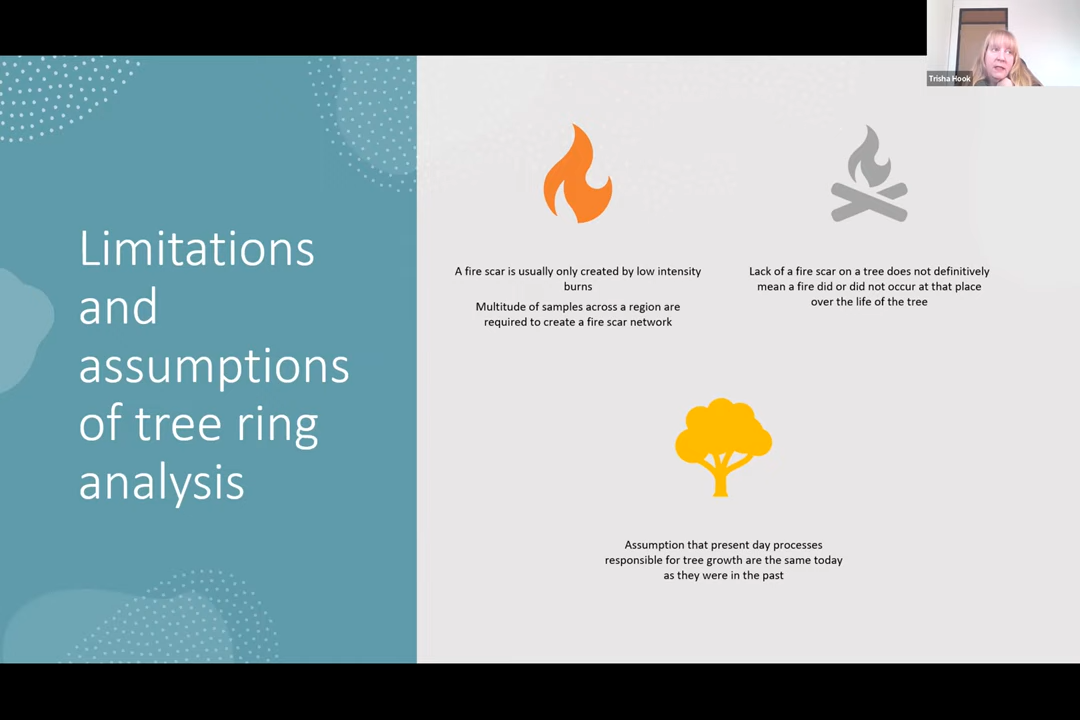 Trisha Hook
Limitations
and
assumptions
of tree ring
analysis
A fire scar is usually only created by low intensity
burns
Multitude of samples across a region are
required to create a fire scar network
Lack of a fire scar on a tree does not definitively
mean a fire did or did not occur at that place
over the life of the tree
Assumption that present day processes
responsible for tree growth are the same today
as they were in the past